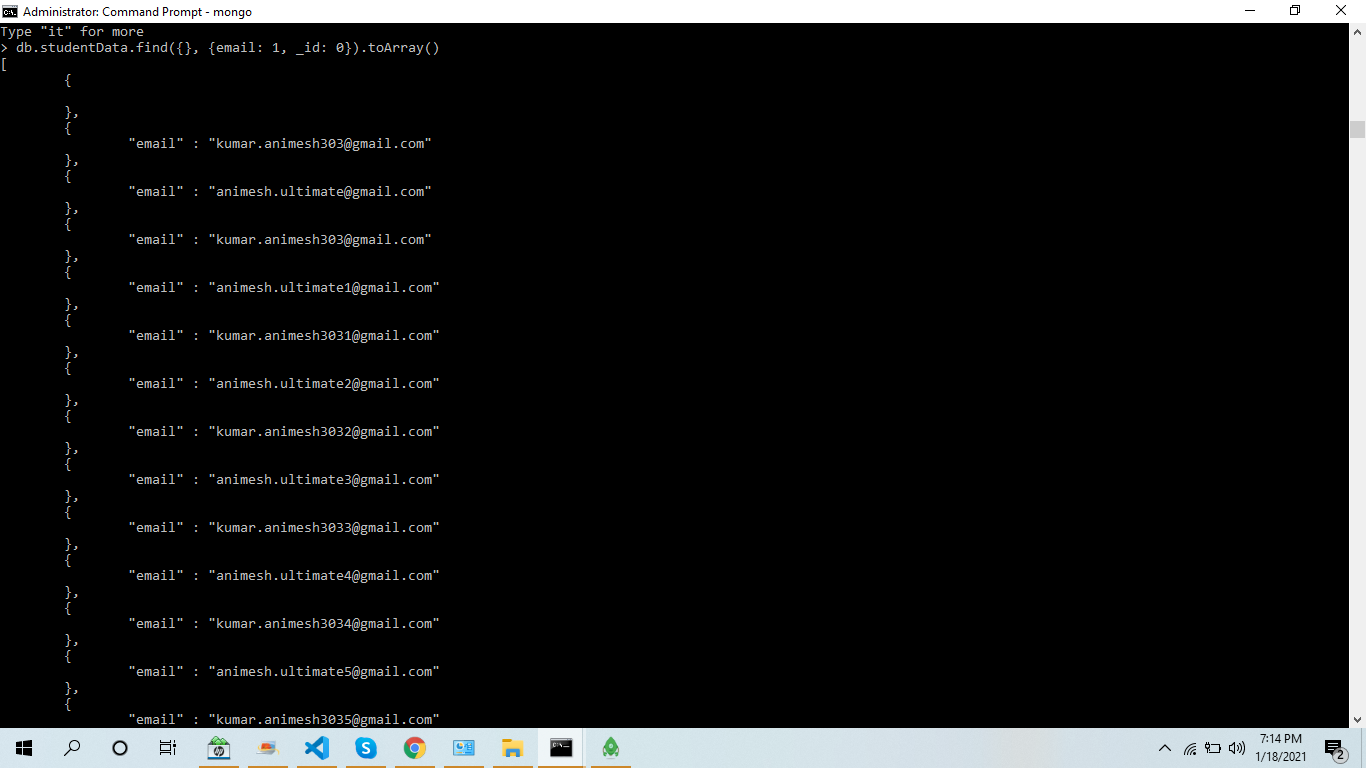 Administrator: Command Prompt - mongo
Type "it" for more
> db.studentData.find({}, {email: 1, _id: 0}).toArray()
[
{
},
{
"email" : "kumar.animesh303@gmail.com"
},
{
"email" : "animesh.ultimate@gmail.com"
},
{
"email" : "kumar.animesh303@gmail.com"
},
{
"email" : "animesh.ultimate1@gmail.com"
},
{
"email" : "kumar.animesh3031@gmail.com"
},
{
"email" : "animesh.ultimate2@gmail.com"
},
{
"email" : "kumar.animesh3032@gmail.com"
},
{
"email" : "animesh.ultimate3@gmail.com"
},
{
"email" : "kumar.animesh3033@gmail.com"
},
{
"email" : "animesh.ultimate4@gmail.com"
},
{
"email" : "kumar.animesh3034@gmail.com"
},
{
"email" : "animesh.ultimate5@gmail.com"
},
{
"email" : "kumar.animesh3035@gmail.com"
7:14 PM
1/18/2021
2